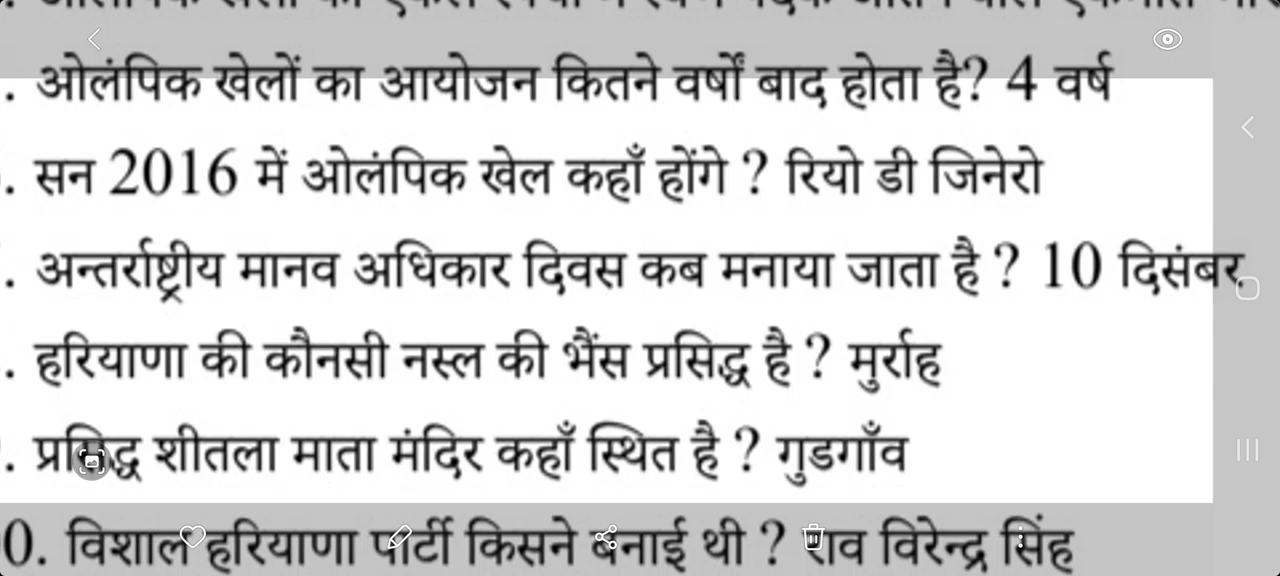 . ओलंपिक खेलों का आयोजन कितने वर्षों बाद होता है? 4 वर्ष
. सन 2016 में ओलंपिक खेल कहाँ होंगे ? रियो डी जिनेरो
. अन्तर्राष्ट्रीय मानव अधिकार दिवस कब मनाया जाता है ? 10 दिसंबर
. हरियाणा की कौनसी नस्ल की भैंस प्रसिद्ध है ? मुर्राह
. प्रसिद्ध शीतला माता मंदिर कहाँ स्थित है ? गुडगाँव
0. विशाल हरियाणा पार्टी किसने बनाई थी ? राव विरेन्द्र सिंह